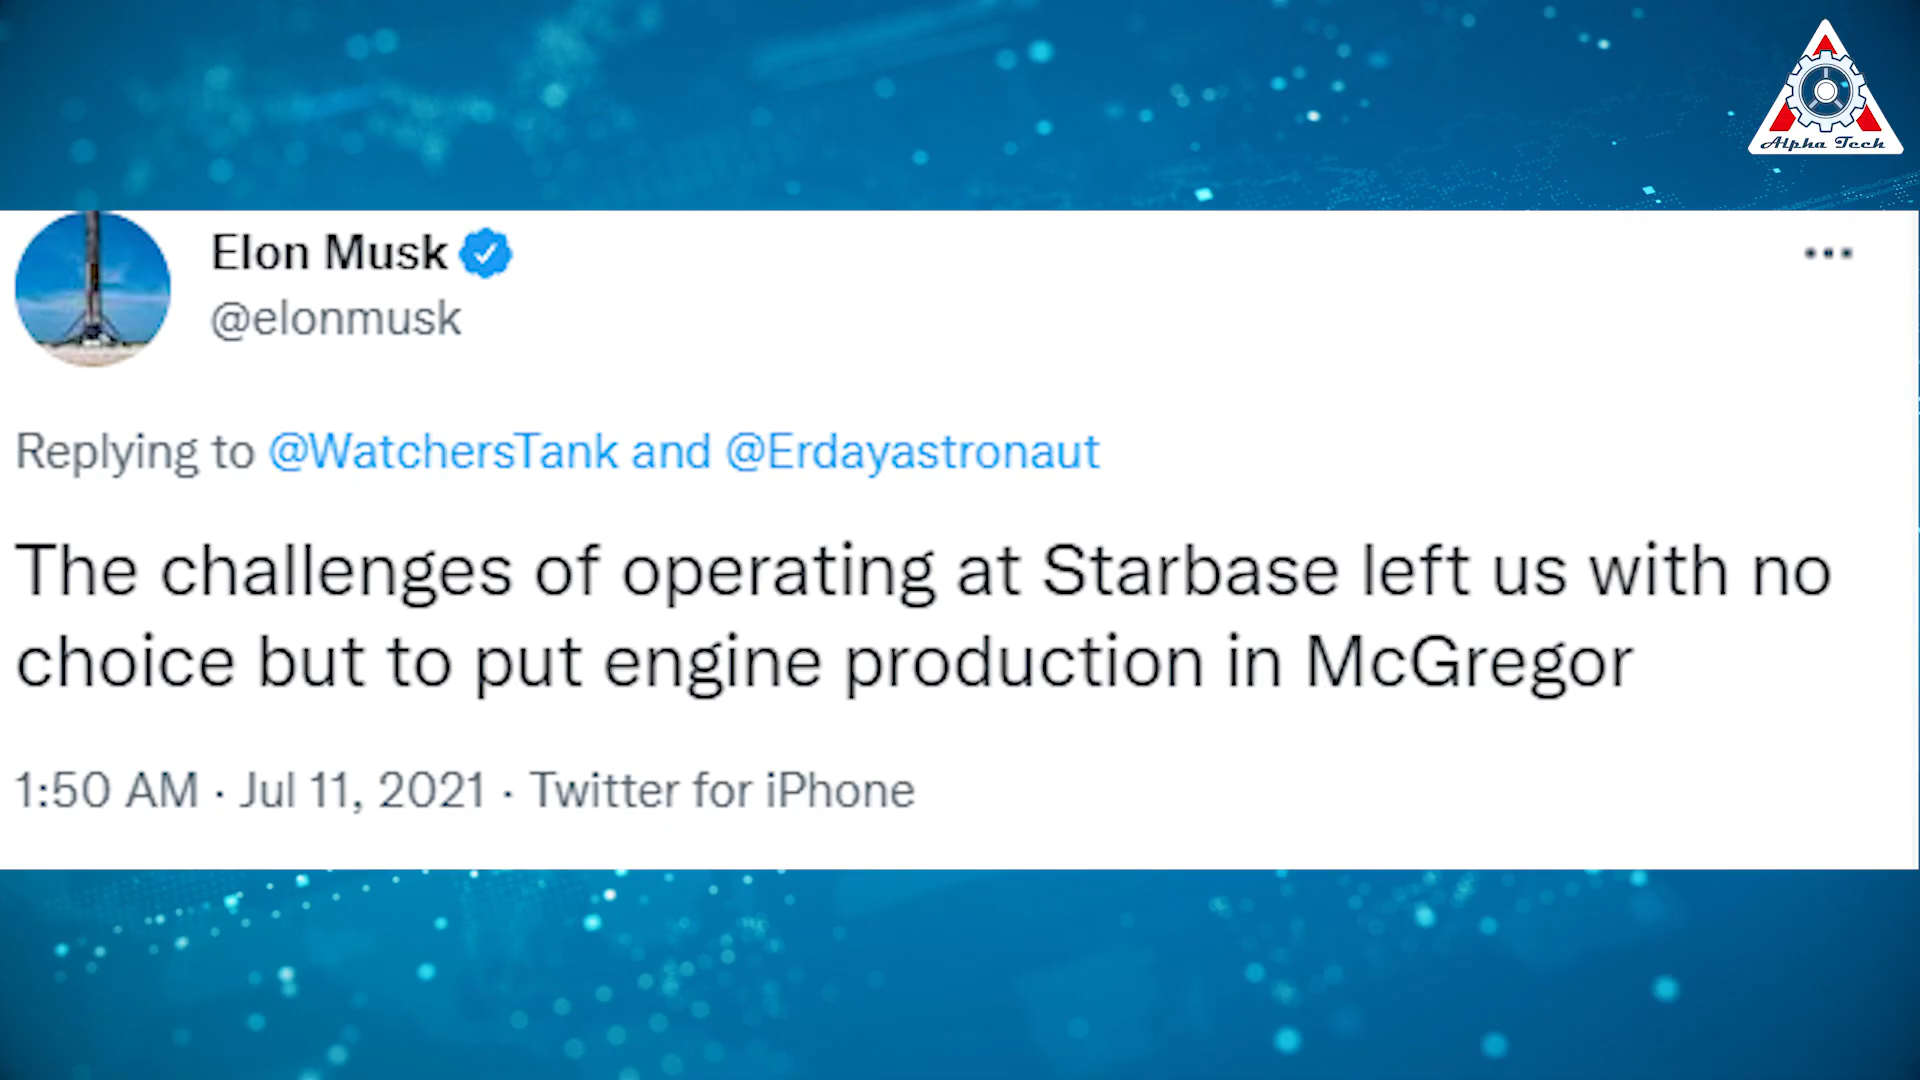 Alpha Tech
Elon Musk
@elonmusk
Replying to @WatchersTank and @Erdayastronaut
The challenges of operating at Starbase left us with no
choice but to put engine production in McGregor
1:50 AM · Jul 11, 2021 · Twitter for iPhone